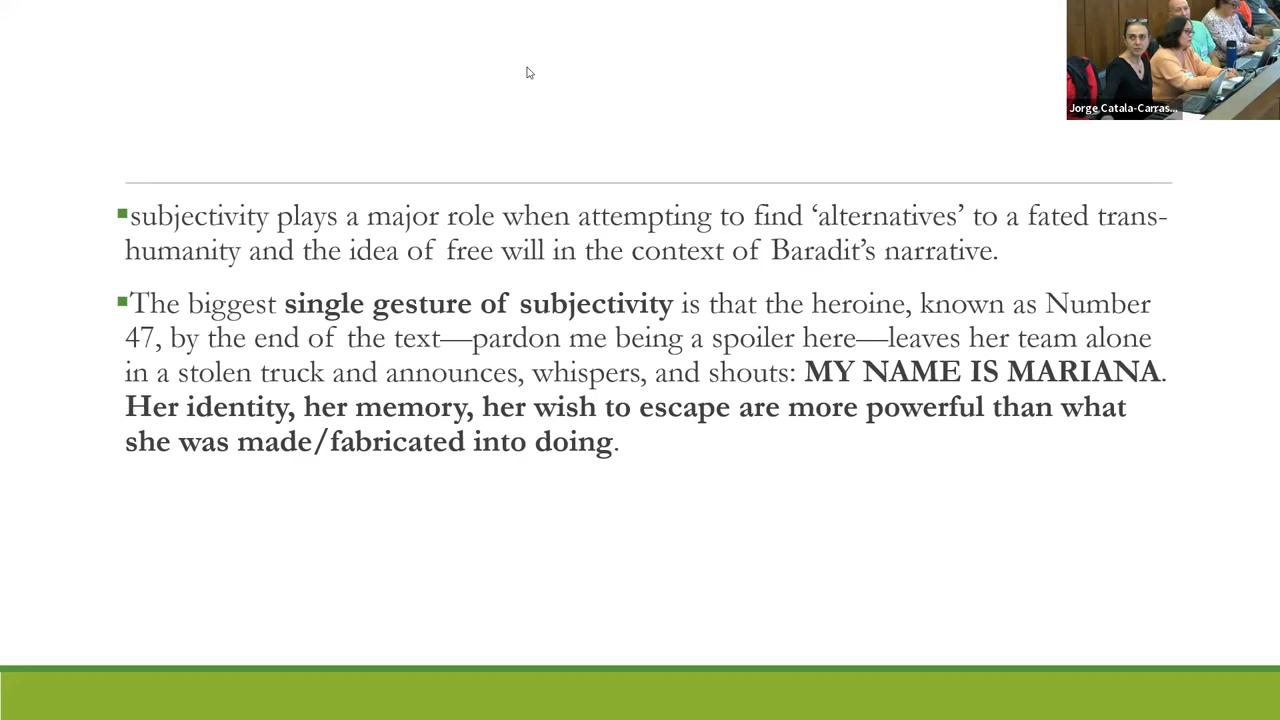 Jorge Catala-Carras...
▪subjectivity plays a major role when attempting to find ‘alternatives’ to a fated trans-
humanity and the idea of free will in the context of Baradit’s narrative.
▪The biggest single gesture of subjectivity is that the heroine, known as Number
47, by the end of the text—pardon me being a spoiler here—leaves her team alone
in a stolen truck and announces, whispers, and shouts: MY NAME IS MARIANA.
Her identity, her memory, her wish to escape are more powerful than what
she was made/fabricated into doing.